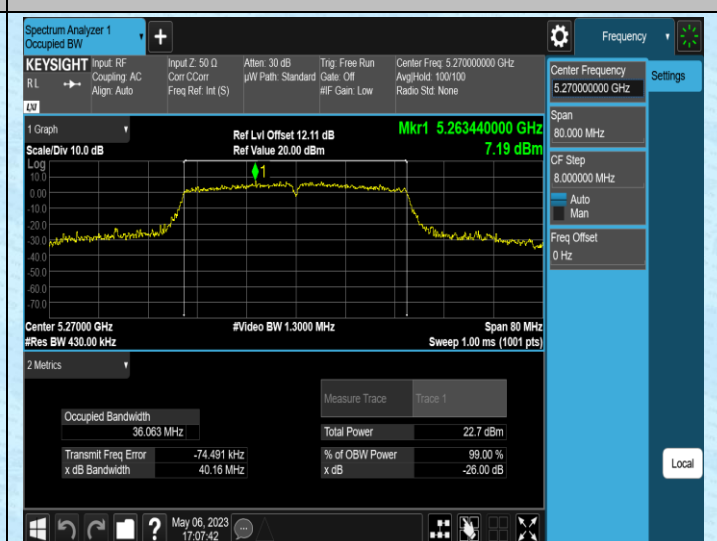 Spectrum Analyzer 1
Occupied BW
+
Frequency
KEYSIGHT
RL
LXI
Input: RF
Coupling: AC
Align: Auto
Input Z: 50 Ω
Corr CCorr
Freq Ref: Int (S)
Atten: 30 dB
µW Path: Standard
Trig: Free Run
Gate: Off
#IF Gain: Low
Center Freq: 5.270000000 GHz
Avg|Hold: 100/100
Radio Std: None
Center Frequency
5.270000000 GHz
Settings
Span
80.000 MHz
CF Step
8.000000 MHz
Auto
Man
Freq Offset
0 Hz
Local
1 Graph
Scale/Div 10.0 dB
Ref Lvl Offset 12.11 dB
Ref Value 20.00 dBm
Mkr1 5.263440000 GHz
7.19 dBm
Log
10.0
0.00
-10.0
-20.0
-30.0
-40.0
-50.0
-60.0
-70.0
1
Center 5.27000 GHz
#Res BW 430.00 kHz
#Video BW 1.3000 MHz
Span 80 MHz
Sweep 1.00 ms (1001 pts)
2 Metrics
Measure Trace
Trace 1
Occupied Bandwidth
36.063 MHz
Total Power 22.7 dBm
Transmit Freq Error -74.491 kHz
% of OBW Power 99.00 %
x dB Bandwidth 40.16 MHz
x dB -26.00 dB
?
May 06, 2023
17:07:42